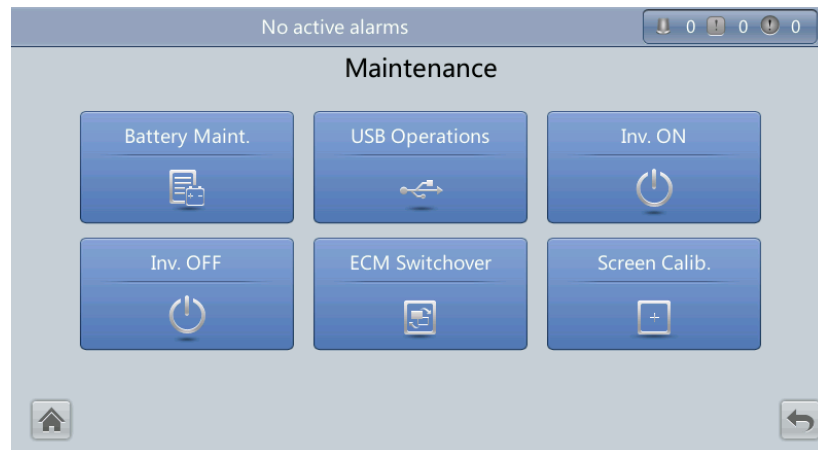 No active alarms 0 0 0
Maintenance
Battery Maint. USB Operations Inv. ON
Inv. OFF ECM Switchover Screen Calib.